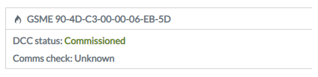 GSME 90-4D-C3-00-00-06-EB-5D
DCC status: Commissioned
Comms check: Unknown